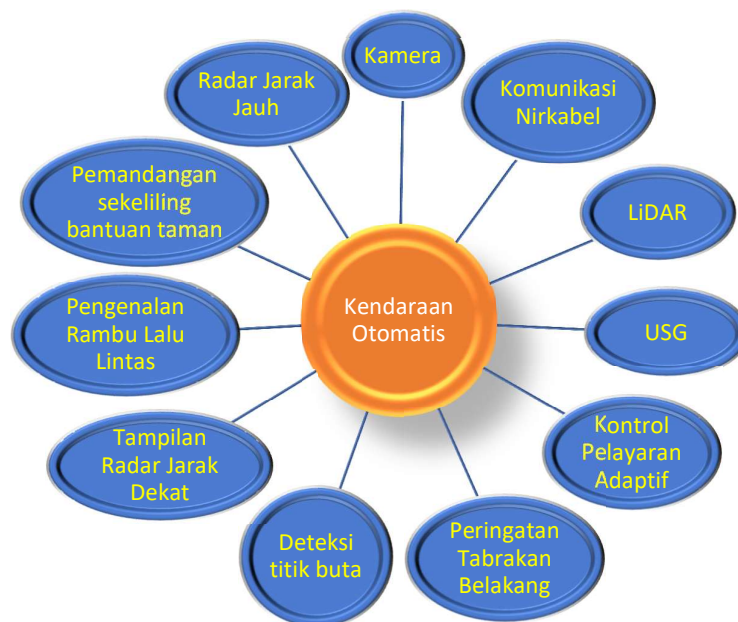 Kamera
Radar Jarak
Jauh
Komunikasi
Nirkabel
Pemandangan
sekeliling
bantuan taman
LiDAR
Kendaraan
Otomatis
Pengenalan
Rambu Lalu
Lintas
USG
Tampilan
Radar Jarak
Dekat
Kontrol
Pelayaran
Adaptif
Deteksi
titik buta
Peringatan
Tabrakan
Belakang